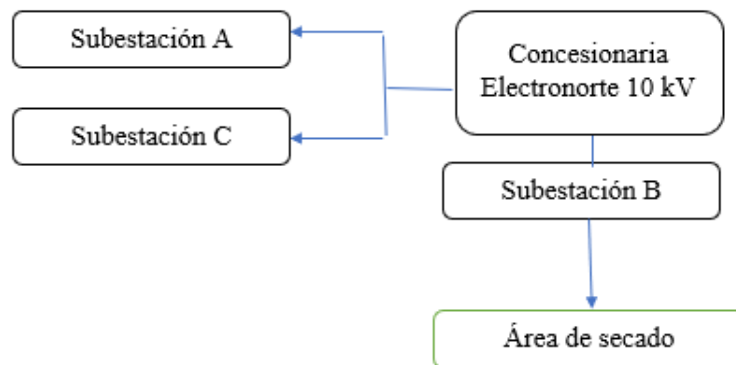 Subestación A
Concesionaria
Electronorte 10 kV
Subestación C
Subestación B
Área de secado